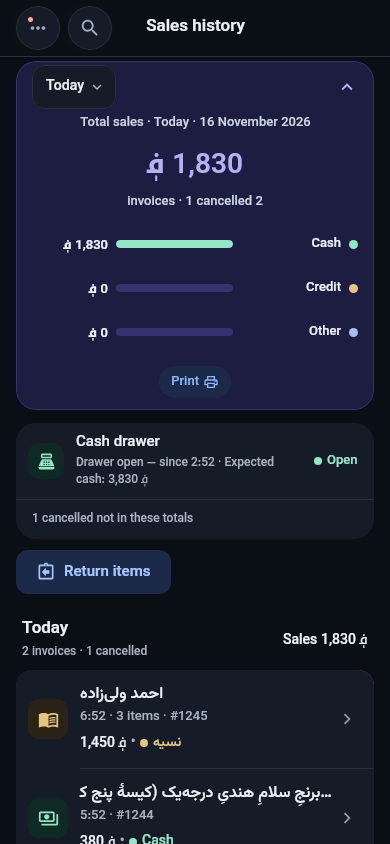 Sales history
Today
Total sales · Today · 16 November 2026
؋ 1,830
invoices · 1 cancelled 2
؋ 1,830 Cash
؋ 0 Credit
؋ 0 Other
Print
Cash drawer
Drawer open — since 2:52 · Expected
cash: 3,830 ؋
Open
1 cancelled not in these totals
Return items
Today
2 invoices · 1 cancelled
Sales 1,830 ؋
احمد ولی‌زاده
6:52 · 3 items · #1245
1,450 ؋ • نسیه
برنجِ سلامِ هندیِ درجه‌یک (کیسهٔ پنج ک…
5:52 · #1244
380 ؋ • Cash